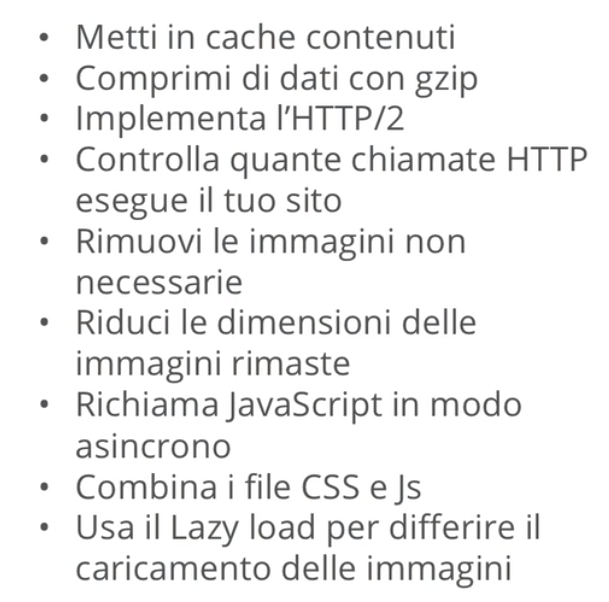 • Metti in cache contenuti
• Comprimi di dati con gzip
• Implementa l’HTTP/2
• Controlla quante chiamate HTTP
esegue il tuo sito
• Rimuovi le immagini non
necessarie
• Riduci le dimensioni delle
immagini rimaste
• Richiama JavaScript in modo
asincrono
• Combina i file CSS e Js
• Usa il Lazy load per differire il
caricamento delle immagini